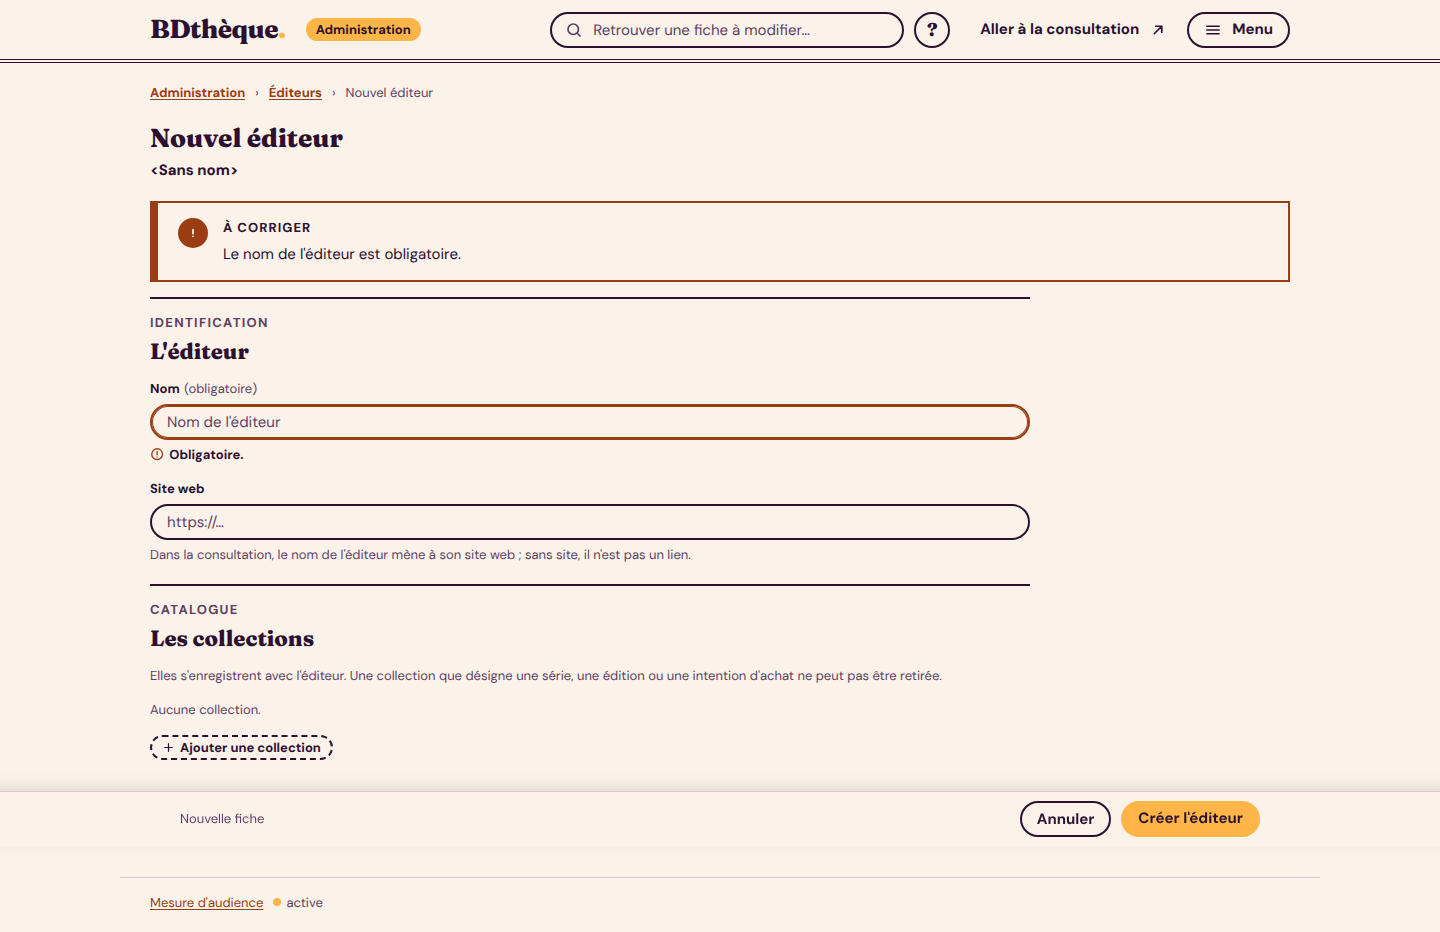 BDthèque. Administration Retrouver une fiche à modifier... ? Aller à la consultation Menu
Administration › Éditeurs › Nouvel éditeur
Nouvel éditeur
<Sans nom>
! À CORRIGER
Le nom de l'éditeur est obligatoire.
IDENTIFICATION
L'éditeur
Nom (obligatoire)
Nom de l'éditeur
Obligatoire.
Site web
https://...
Dans la consultation, le nom de l'éditeur mène à son site web ; sans site, il n'est pas un lien.
CATALOGUE
Les collections
Elles s'enregistrent avec l'éditeur. Une collection que désigne une série, une édition ou une intention d'achat ne peut pas être retirée.
Aucune collection.
+ Ajouter une collection
Nouvelle fiche Annuler Créer l'éditeur
Mesure d'audience active